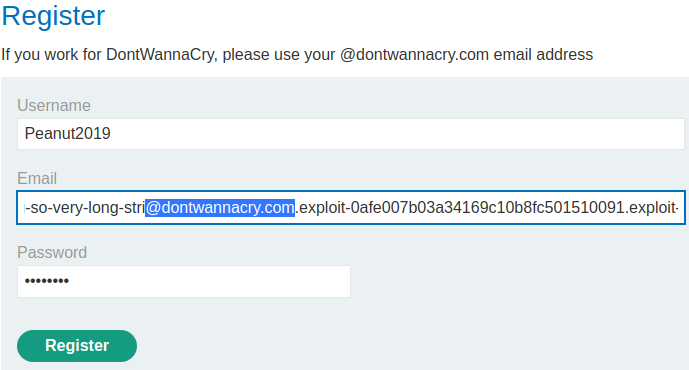 Register
If you work for DontWannaCry, please use your @dontwannacry.com email address
Username
Peanut2019
Email
-so-very-long-stri@dontwannacry.com.exploit-0afe007b03a34169c10b8fc501510091.exploit-
Password
••••••••
Register